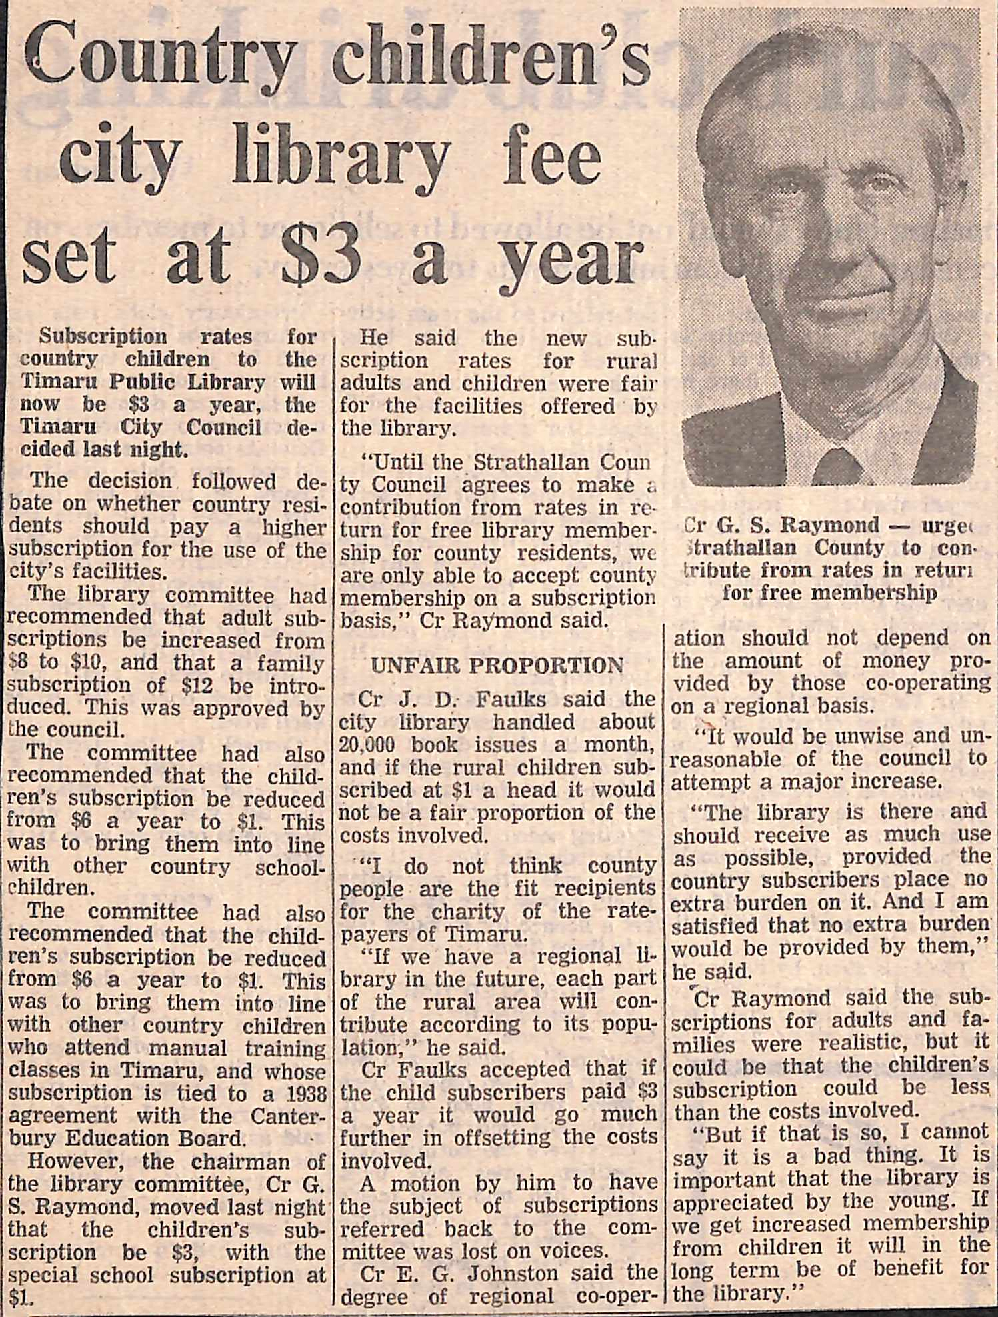 Country children's
city library fee
set at $3 a year
Subscription rates for
country children to the
Timaru Public Library will
now be $3 a year, the
Timaru City Council de-
cided last night.
The decision followed de-
bate on whether country resi-
dents should pay a higher
subscription for the use of the
city's facilities.
The library committee had
recommended that adult sub-
scriptions be increased from
$8 to $10, and that a family
subscription of $12 be intro-
duced. This was approved by
the council.
The committee had also
recommended that the child-
ren's subscription be reduced
from $6 a year to $1. This
was to bring them into line
with other country school-
children.
The committee had also
recommended that the child-
ren's subscription be reduced
from $6 a year to $1. This
was to bring them into line
with other country children
who attend manual training
classes in Timaru, and whose
subscription is tied to a 1938
agreement with the Canter-
bury Education Board.
However, the chairman of
the library committee, Cr G.
S. Raymond, moved last night
that the children's sub-
scription be $3, with the
special school subscription at
$1.
He said the new sub-
scription rates for rural
adults and children were fair
for the facilities offered by
the library.
"Until the Strathallan Coun
ty Council agrees to make a
contribution from rates in re-
turn for free library member-
ship for county residents, we
are only able to accept county
membership on a subscription
basis," Cr Raymond said.
UNFAIR PROPORTION
Cr J. D. Faulks said the
city library handled about
20,000 book issues a month,
and if the rural children sub-
scribed at $1 a head it would
not be a fair proportion of the
costs involved.
"I do not think county
people are the fit recipients
for the charity of the rate-
payers of Timaru.
"If we have a regional li-
brary in the future, each part
of the rural area will con-
tribute according to its popu-
lation," he said.
Cr Faulks accepted that if
the child subscribers paid $3
a year it would go much
further in offsetting the costs
involved.
A motion by him to have
the subject of subscriptions
referred back to the com-
mittee was lost on voices.
Cr E. G. Johnston said the
degree of regional co-oper-
Cr G. S. Raymond — urged
Strathallan County to con-
tribute from rates in return
for free membership
ation should not depend on
the amount of money pro-
vided by those co-operating
on a regional basis.
"It would be unwise and un-
reasonable of the council to
attempt a major increase.
"The library is there and
should receive as much use
as possible, provided the
country subscribers place no
extra burden on it. And I am
satisfied that no extra burden
would be provided by them,"
he said.
Cr Raymond said the sub-
scriptions for adults and fa-
milies were realistic, but it
could be that the children's
subscription could be less
than the costs involved.
"But if that is so, I cannot
say it is a bad thing. It is
important that the library is
appreciated by the young. If
we get increased membership
from children it will in the
long term be of benefit for
the library."